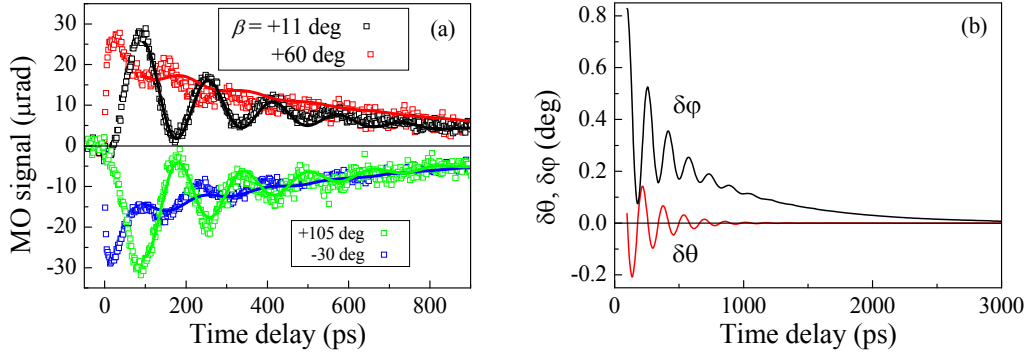 30
20
10
0
-10
-20
-30
MO signal (μrad)
β = +11 deg
+60 deg
(a)
+105 deg
-30 deg
0 200 400 600 800
Time delay (ps)
0.8
0.6
0.4
0.2
0.0
-0.2
δθ, δφ (deg)
(b)
δφ
δθ
0 1000 2000 3000
Time delay (ps)